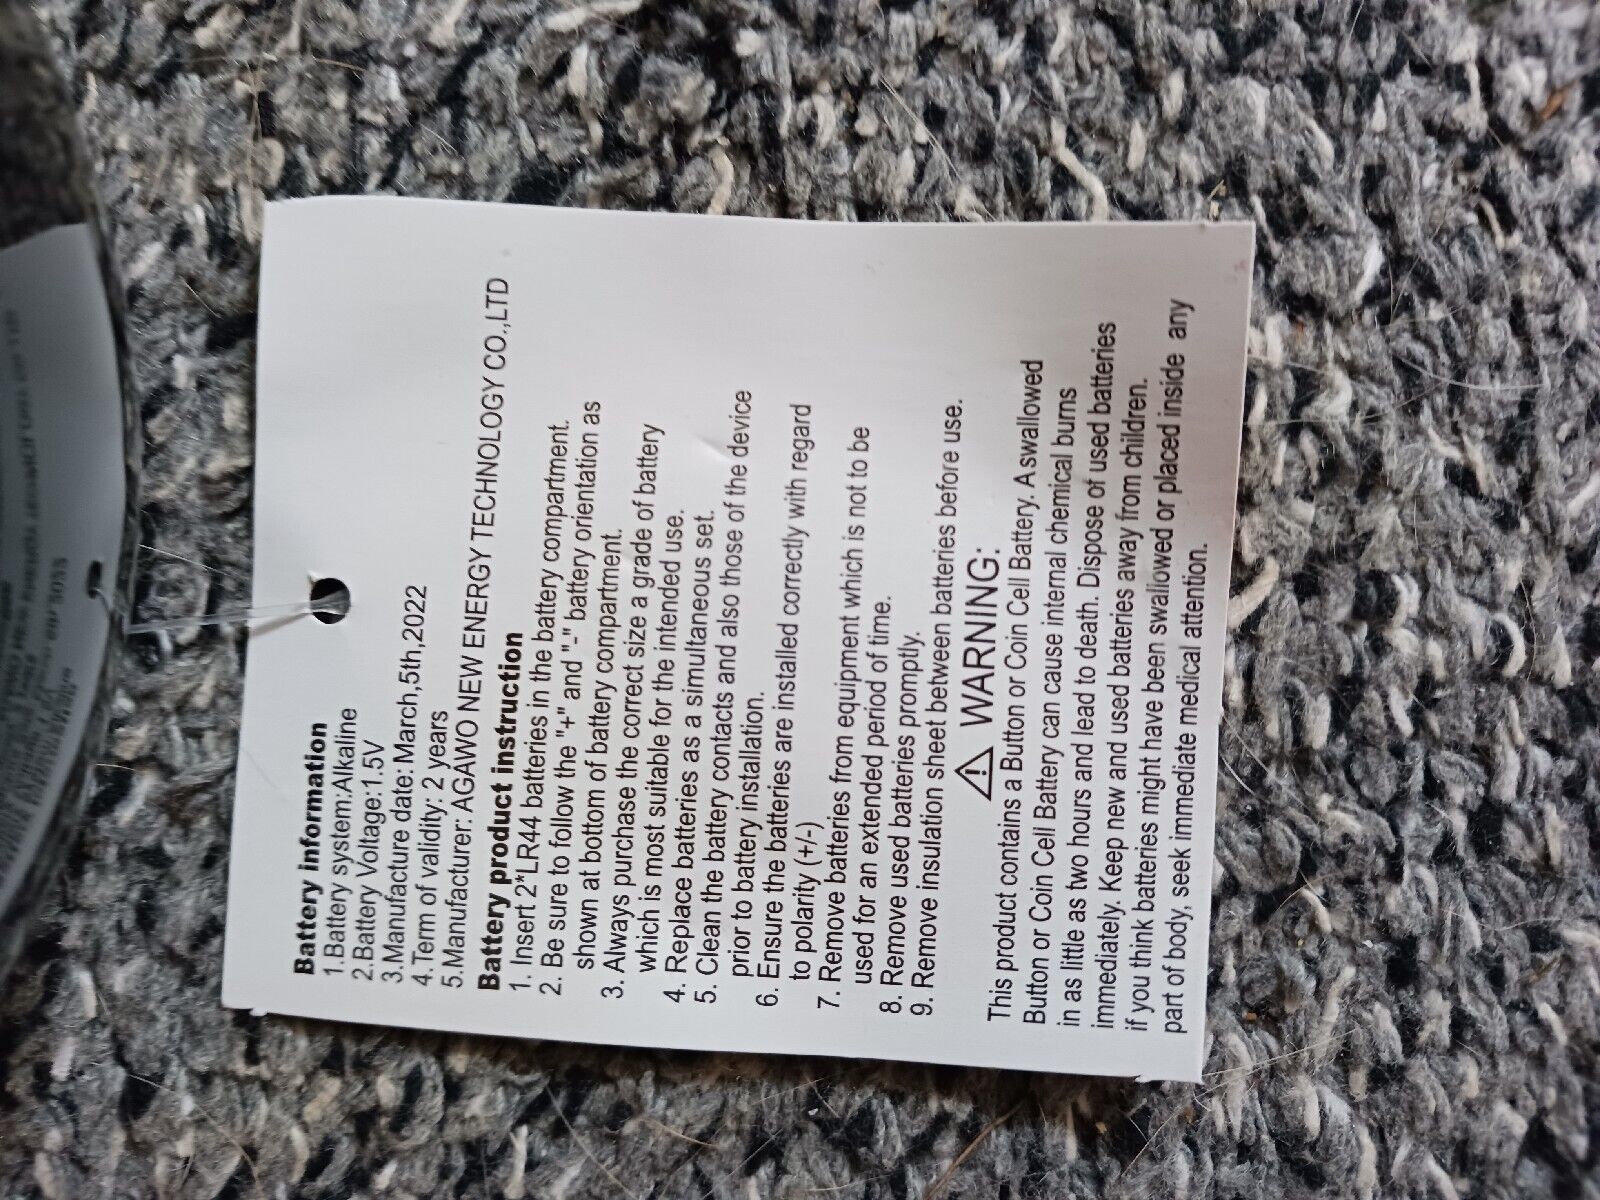 Battery information
1.Battery system:Alkaline
2.Battery Voltage:1.5V
3.Manufacture date: March,5th,2022
4.Term of validity: 2 years
5.Manufacturer: AGAWO NEW ENERGY TECHNOLOGY CO.,LTD
Battery product instruction
1. Insert 2*LR44 batteries in the battery compartment.
2. Be sure to follow the "+" and "-" battery orientation as
shown at bottom of battery compartment.
3. Always purchase the correct size a grade of battery
which is most suitable for the intended use.
4. Replace batteries as a simultaneous set.
5. Clean the battery contacts and also those of the device
prior to battery installation.
6. Ensure the batteries are installed correctly with regard
to polarity (+/-)
7. Remove batteries from equipment which is not to be
used for an extended period of time.
8. Remove used batteries promptly.
9. Remove insulation sheet between batteries before use.
⚠ WARNING:
This product contains a Button or Coin Cell Battery. A swallowed
Button or Coin Cell Battery can cause internal chemical burns
in as little as two hours and lead to death. Dispose of used batteries
immediately. Keep new and used batteries away from children.
if you think batteries might have been swallowed or placed inside any
part of body, seek immediate medical attention.